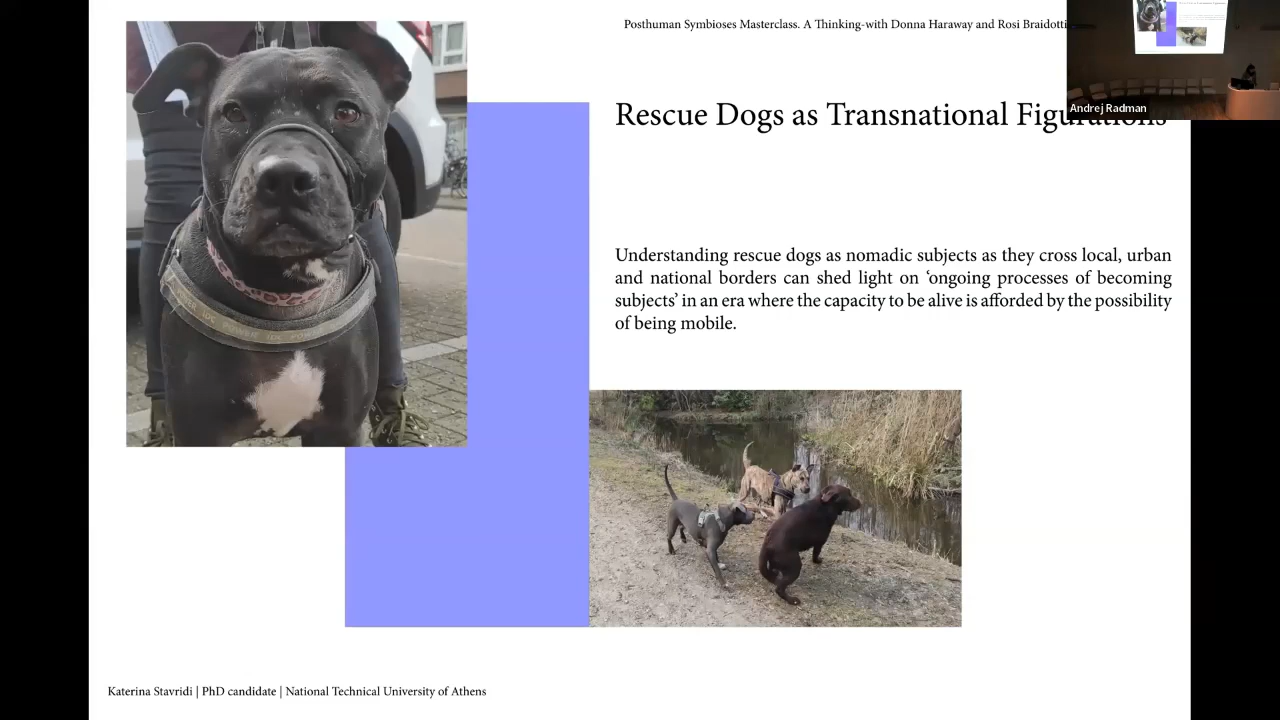 Posthuman Symbioses Masterclass. A Thinking-with Donna Haraway and Rosi Braidotti
Andrej Radman
Rescue Dogs as Transnational Figurations
Understanding rescue dogs as nomadic subjects as they cross local, urban
and national borders can shed light on ‘ongoing processes of becoming
subjects’ in an era where the capacity to be alive is afforded by the possibility
of being mobile.
Katerina Stavridi | PhD candidate | National Technical University of Athens